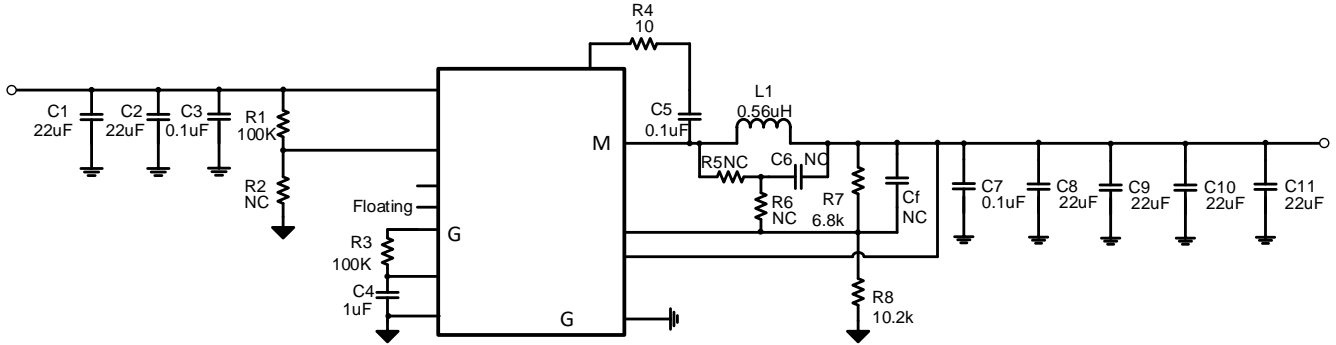 R4
10
C1
22uF
C2
22uF
C3
0.1uF
R1
100K
R2
NC
Floating
R3
100K
C4
1uF
G
M
G
C5
0.1uF
L1
0.56uH
R5NC
C6
NC
R6
NC
R7
6.8k
Cf
NC
R8
10.2k
C7
0.1uF
C8
22uF
C9
22uF
C10
22uF
C11
22uF